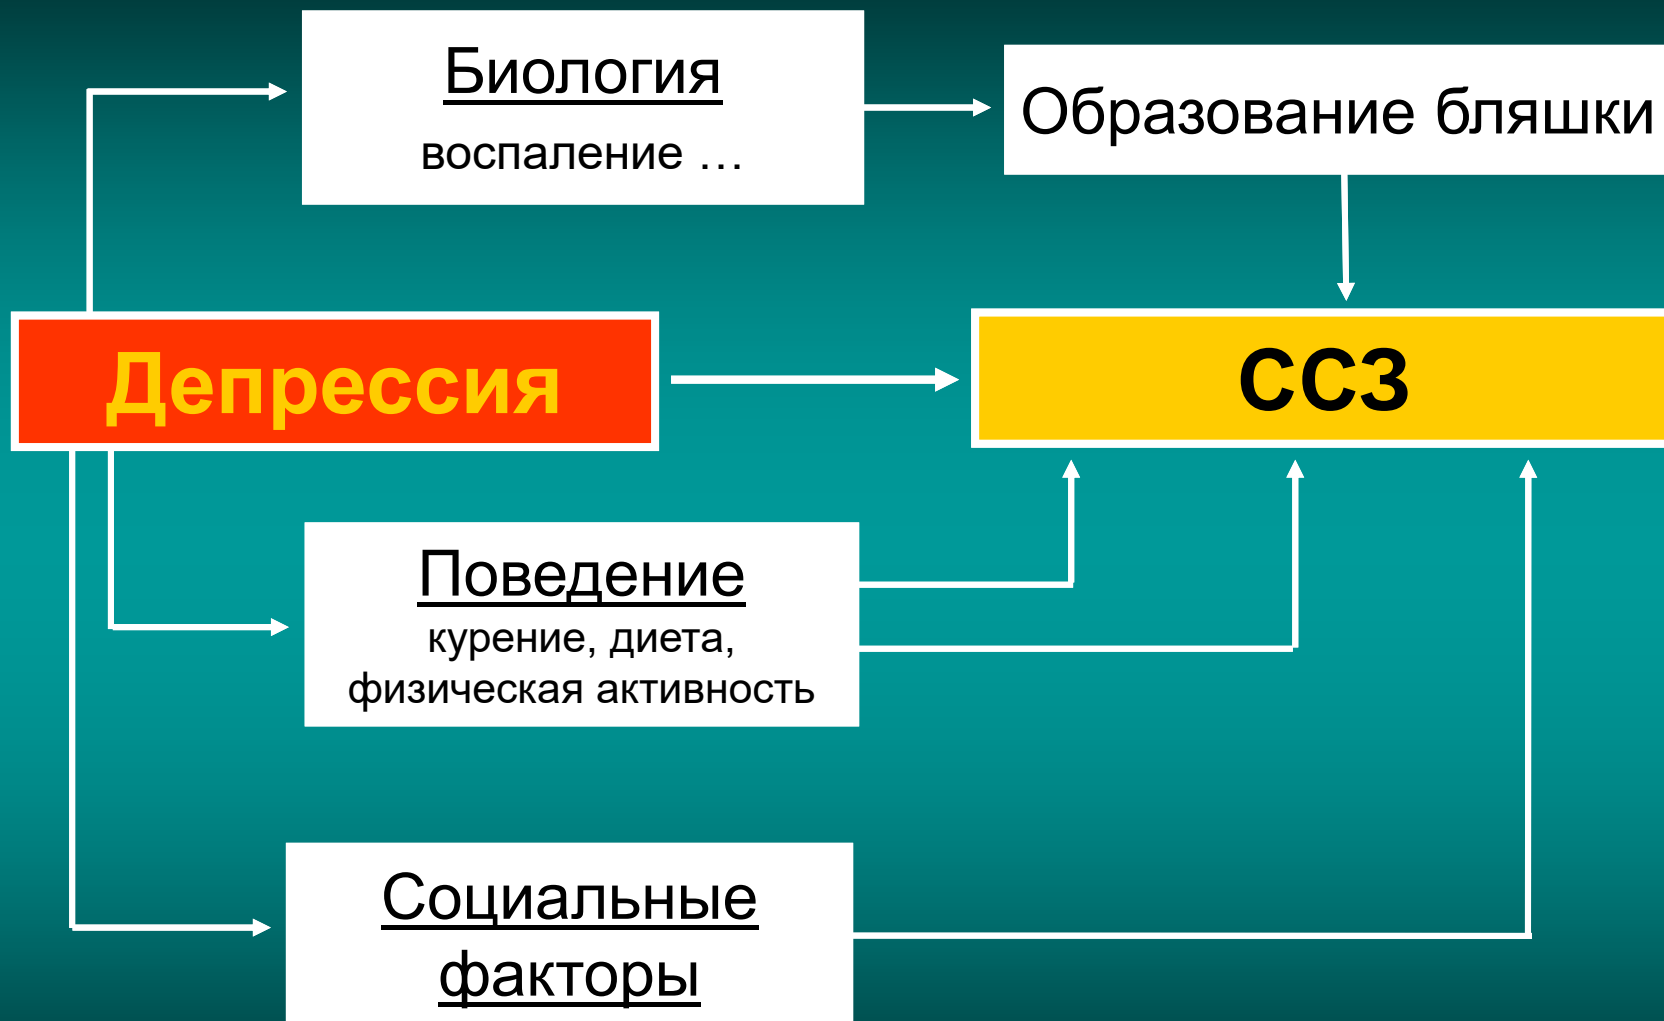 Биология
воспаление …
Образование бляшки
Депрессия
ССЗ
Поведение
курение, диета,
физическая активность
Социальные
факторы